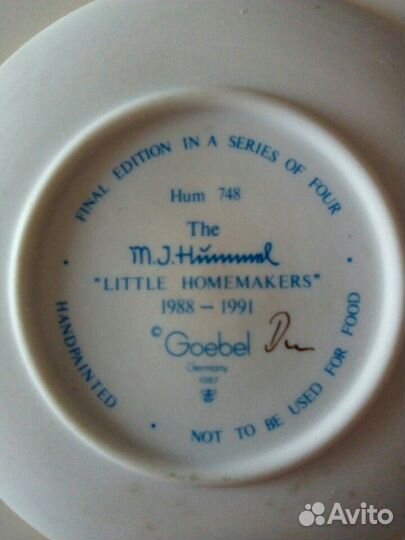 FINAL EDITION IN A SERIES OF FOUR
Hum 748
The
M.J.Hummel
"LITTLE HOMEMAKERS"
1988 – 1991
© Goebel
Germany
1987
HANDPAINTED
NOT TO BE USED FOR FOOD
Avito